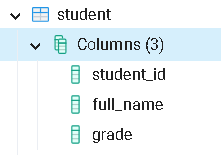 student
Columns (3)
student_id
full_name
grade